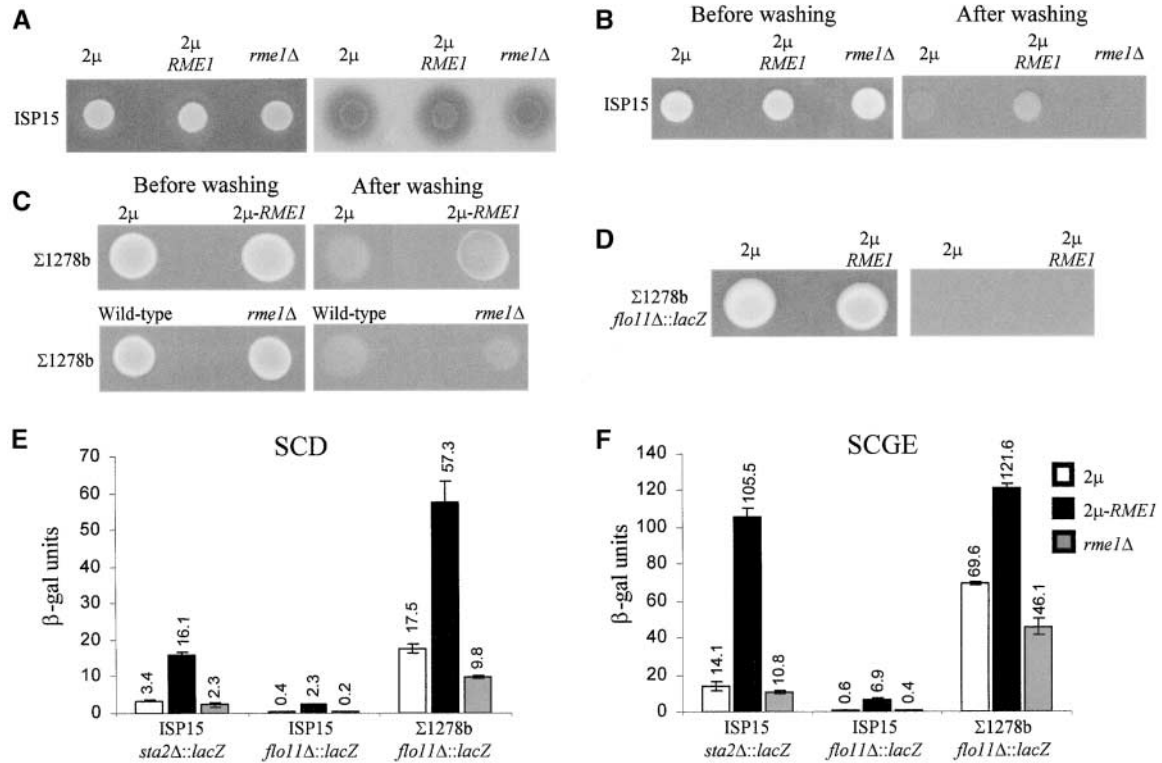 A
2μ
2μ
RME1
rme1Δ
2μ
2μ
RME1
rme1Δ
ISP15
B
Before washing
After washing
2μ
2μ
RME1
rme1Δ
2μ
2μ
RME1
rme1Δ
ISP15
C
Before washing
After washing
2μ
2μ-RME1
2μ
2μ-RME1
Σ1278b
Wild-type
rme1Δ
Wild-type
rme1Δ
Σ1278b
D
2μ
2μ
RME1
2μ
2μ
RME1
Σ1278b
flo11Δ::lacZ
E
SCD
β-gal units
70
60
50
40
30
20
10
0
3.4
16.1
2.3
0.4
2.3
0.2
17.5
57.3
9.8
ISP15
sta2Δ::lacZ
ISP15
flo11Δ::lacZ
Σ1278b
flo11Δ::lacZ
F
SCGE
β-gal units
140
120
100
80
60
40
20
0
14.1
105.5
10.8
0.6
6.9
0.4
69.6
121.6
46.1
ISP15
sta2Δ::lacZ
ISP15
flo11Δ::lacZ
Σ1278b
flo11Δ::lacZ
2μ
2μ-RME1
rme1Δ